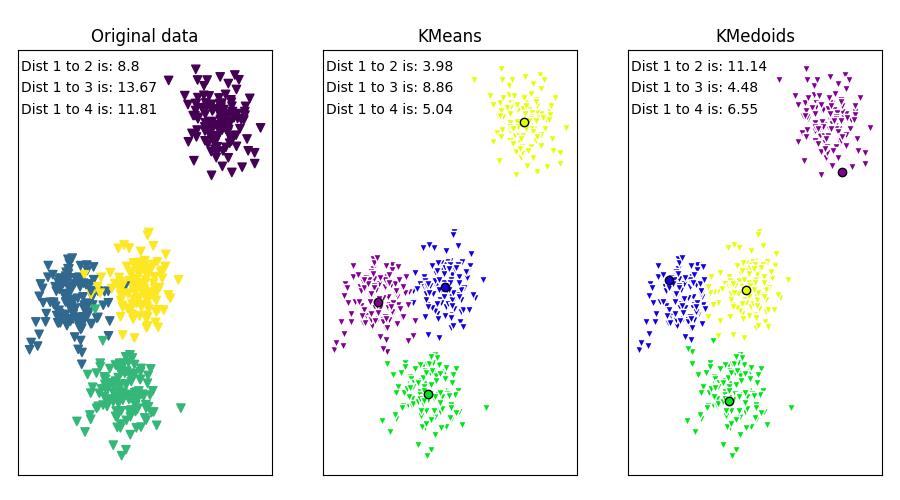 Original data
Dist 1 to 2 is: 8.8
Dist 1 to 3 is: 13.67
Dist 1 to 4 is: 11.81
KMeans
Dist 1 to 2 is: 3.98
Dist 1 to 3 is: 8.86
Dist 1 to 4 is: 5.04
KMedoids
Dist 1 to 2 is: 11.14
Dist 1 to 3 is: 4.48
Dist 1 to 4 is: 6.55